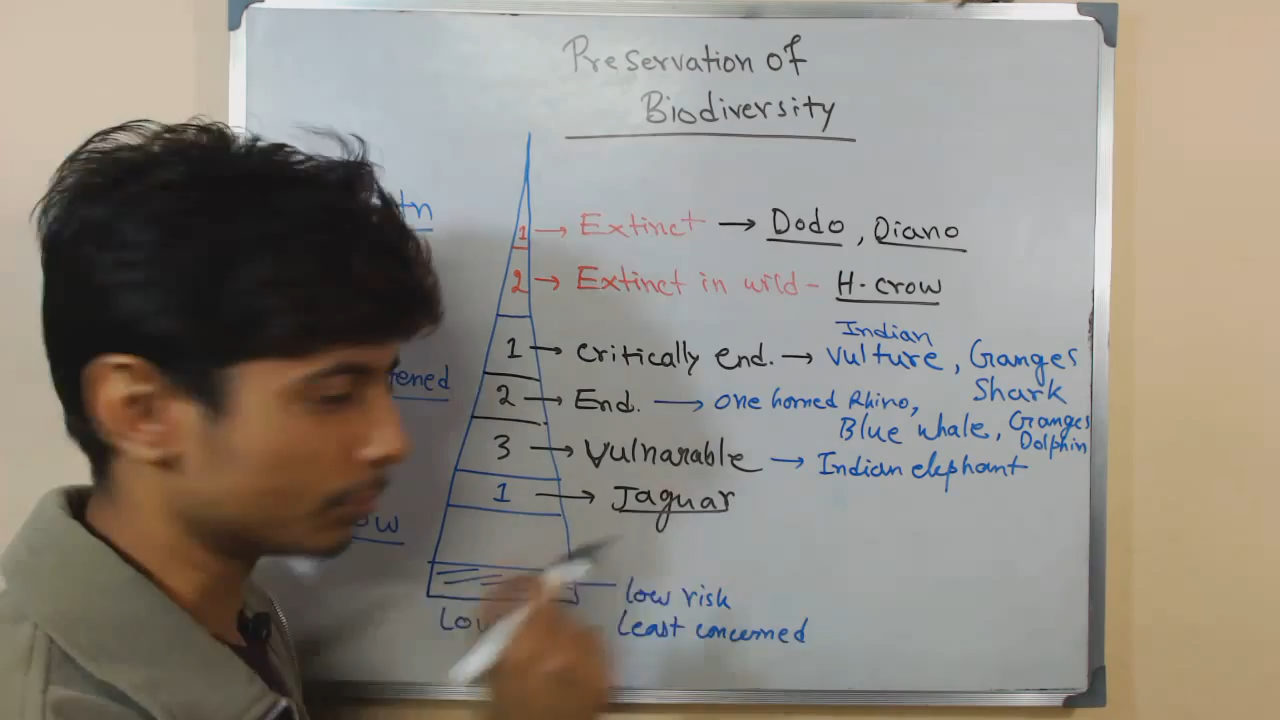 Preservation of
Biodiversity
1 → Extinct → Dodo, Diano
2 → Extinct in wild - H-crow
1 → critically end. → Indian vulture, Ganges Shark
2 → End. → one horned Rhino,
Blue whale, Ganges Dolphin
3 → Vulnarable → Indian elephant
1 → Jaguar
low risk
Least concerned